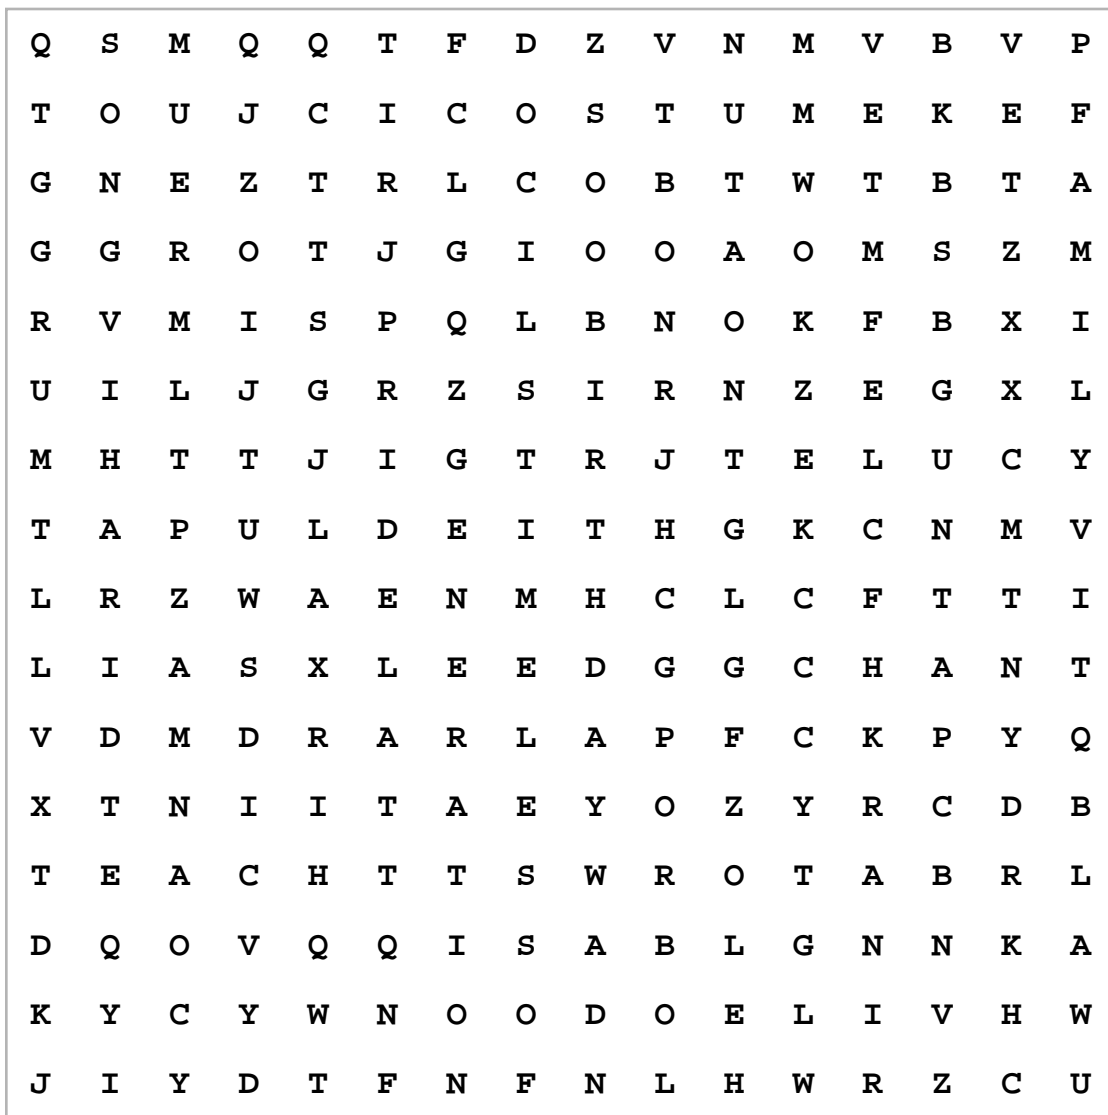 Q S M Q Q T F D Z V N M V B V P
T O U J C I C O S T U M E K E F
G N E Z T R L C O B T W T B T A
G G R O T J G I O O A O M S Z M
R V M I S P Q L B N O K F B X I
U I L J G R Z S I R N Z E G X L
M H T T J I G T R J T E L U C Y
T A P U L D E I T H G K C N M V
L R Z W A E N M H C L C F T T I
L I A S X L E E D G G C H A N T
V D M D R A R L A P F C K P Y Q
X T N I I T A E Y O Z Y R C D B
T E A C H T T S W R O T A B R L
D Q O V Q Q I S A B L G N N K A
K Y C Y W N O O D O E L I V H W
J I Y D T F N F N L H W R Z C U